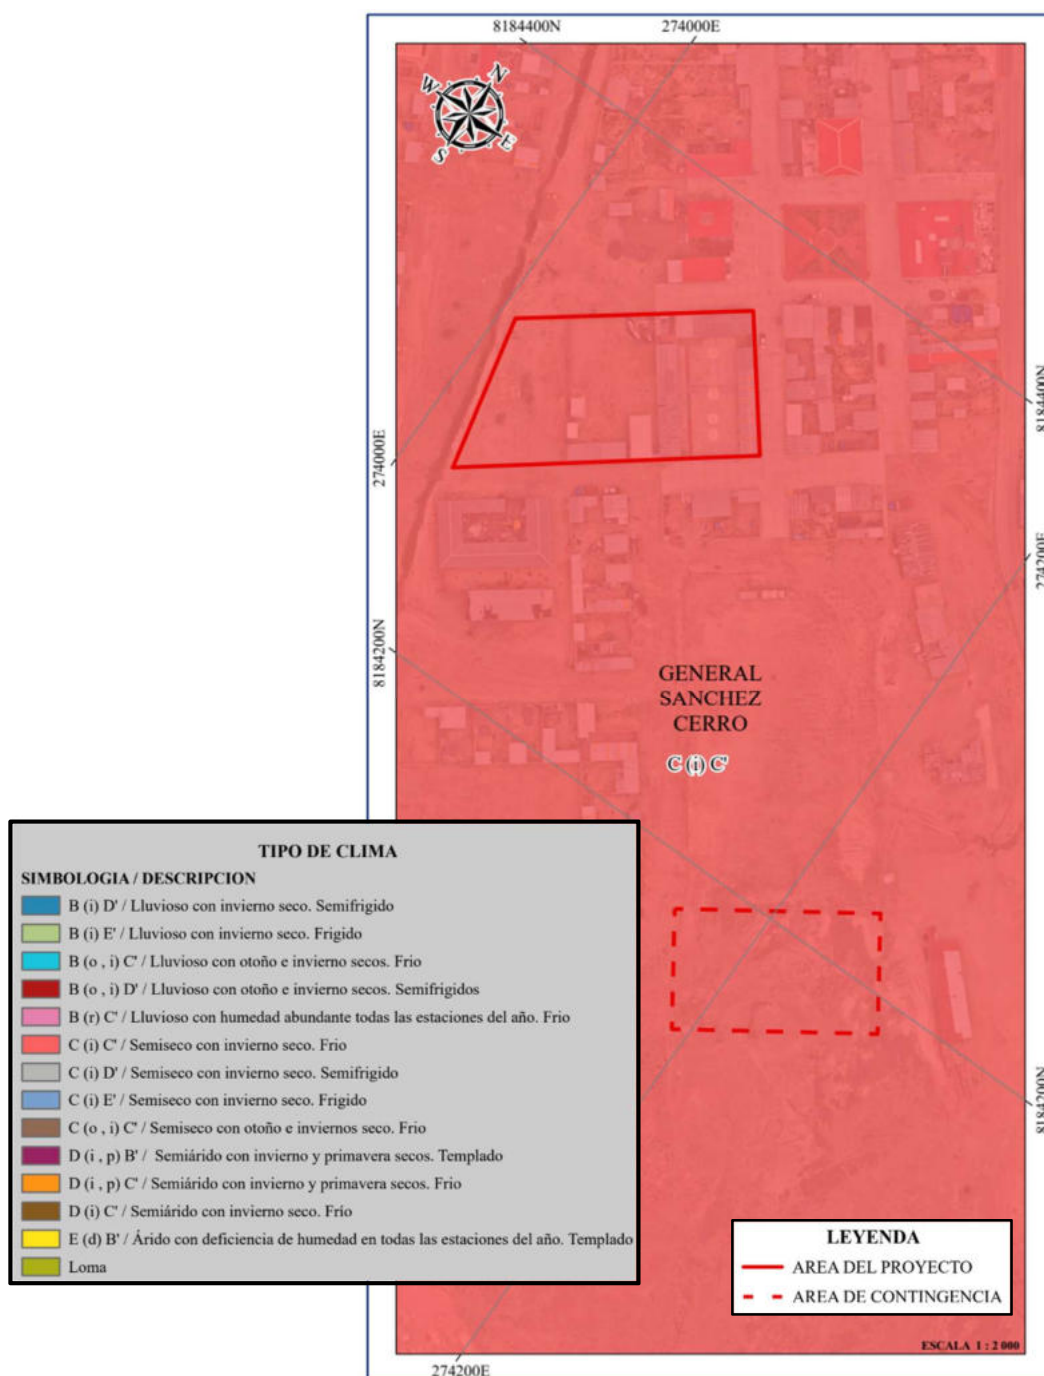 8184400N
274000E
N
W
E
S
8184400N
274000E
274200E
8184200N
GENERAL
SANCHEZ
CERRO
C (i) C'
TIPO DE CLIMA
SIMBOLOGIA / DESCRIPCION
B (i) D' / Lluvioso con invierno seco. Semifrigido
B (i) E' / Lluvioso con invierno seco. Frigido
B (o , i) C' / Lluvioso con otoño e invierno secos. Frio
B (o , i) D' / Lluvioso con otoño e invierno secos. Semifrigidos
B (r) C' / Lluvioso con humedad abundante todas las estaciones del año. Frio
C (i) C' / Semiseco con invierno seco. Frio
C (i) D' / Semiseco con invierno seco. Semifrigido
C (i) E' / Semiseco con invierno seco. Frigido
C (o , i) C' / Semiseco con otoño e inviernos seco. Frio
D (i , p) B' / Semiárido con invierno y primavera secos. Templado
D (i , p) C' / Semiárido con invierno y primavera secos. Frio
D (i) C' / Semiárido con invierno seco. Frío
E (d) B' / Árido con deficiencia de humedad en todas las estaciones del año. Templado
Loma
8184200N
LEYENDA
AREA DEL PROYECTO
AREA DE CONTINGENCIA
ESCALA 1 : 2 000
274200E